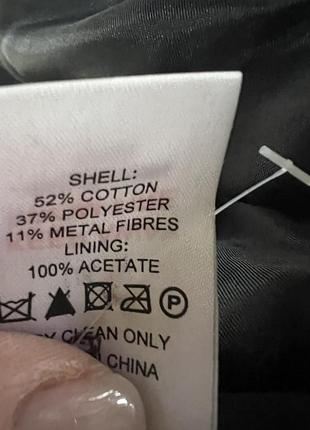 SHELL:
52% COTTON
37% POLYESTER
11% METAL FIBRES
LINING:
100% ACETATE
P
CLEAN ONLY
CHINA